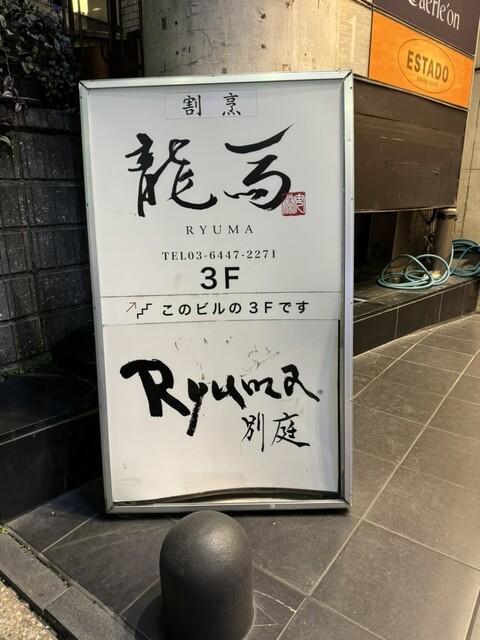 ESTADO
割烹
龍馬
RYUMA
TEL03-6447-2271
3F
このビルの3Fです
Ryuma
別庭